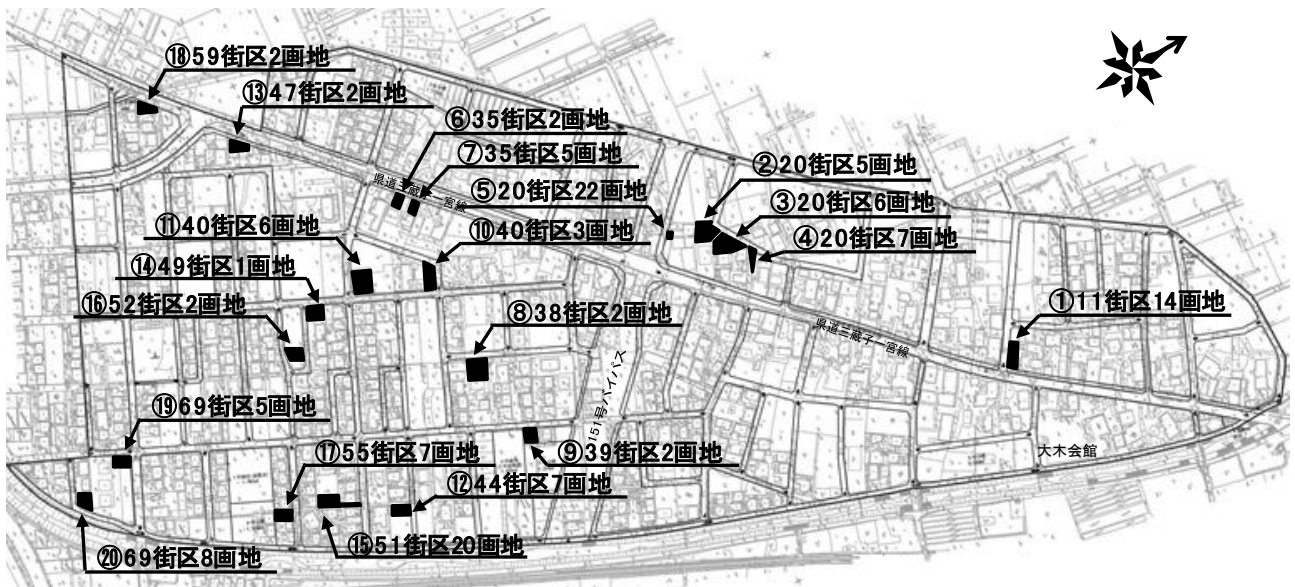 ⑱59街区2画地
⑬47街区2画地
⑥35街区2画地
⑦35街区5画地
②20街区5画地
⑤20街区22画地
③20街区6画地
県道三蔵子一宮線
⑪40街区6画地
⑩40街区3画地
④20街区7画地
⑭49街区1画地
⑯52街区2画地
⑧38街区2画地
①11街区14画地
県道三蔵子一宮線
151号バイパス
⑲69街区5画地
⑰55街区7画地
⑨39街区2画地
大木会館
⑫44街区7画地
⑮51街区20画地
⑳69街区8画地